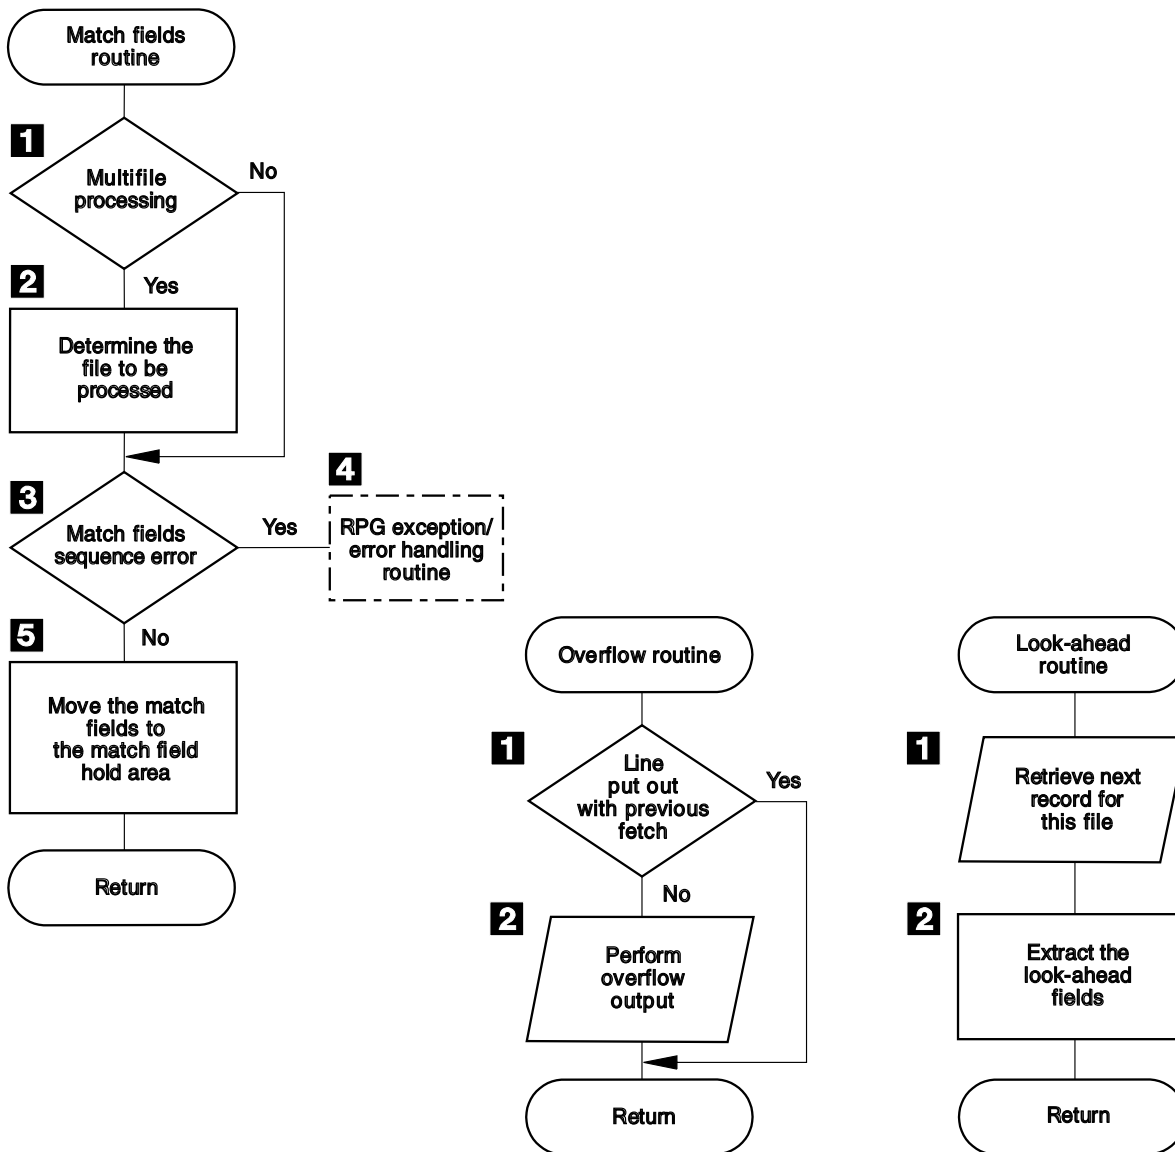 Match fields
routine
1
Multifile
processing
No
2
Yes
Determine the
file to be
processed
3
Match fields
sequence error
Yes
4
RPG exception/
error handling
routine
5
No
Move the match
fields to
the match field
hold area
Return
Overflow routine
1
Line
put out
with previous
fetch
Yes
No
2
Perform
overflow
output
Return
Look-ahead
routine
1
Retrieve next
record for
this file
2
Extract the
look-ahead
fields
Return